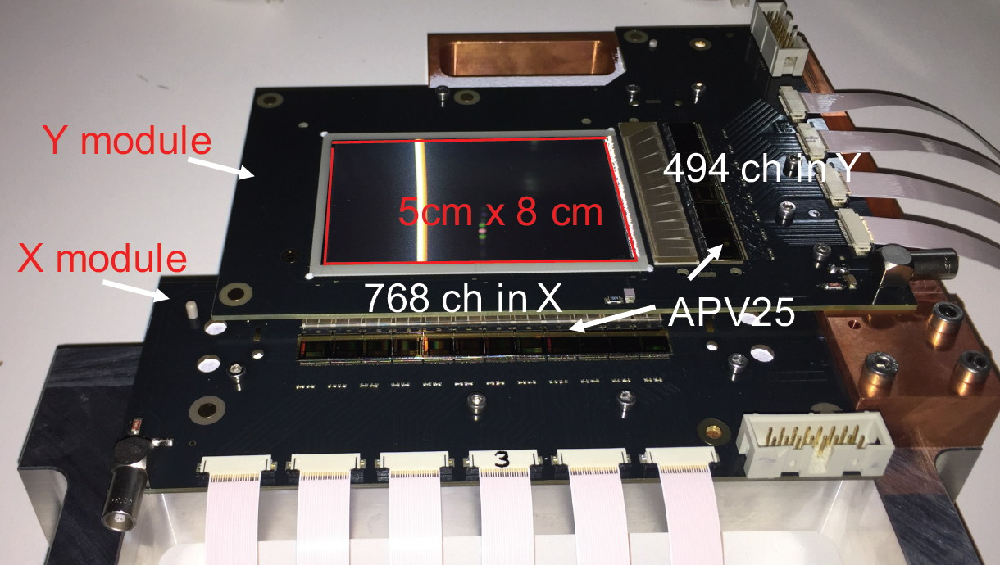 Y module
494 ch in Y
5cm x 8 cm
X module
768 ch in X
APV25
3